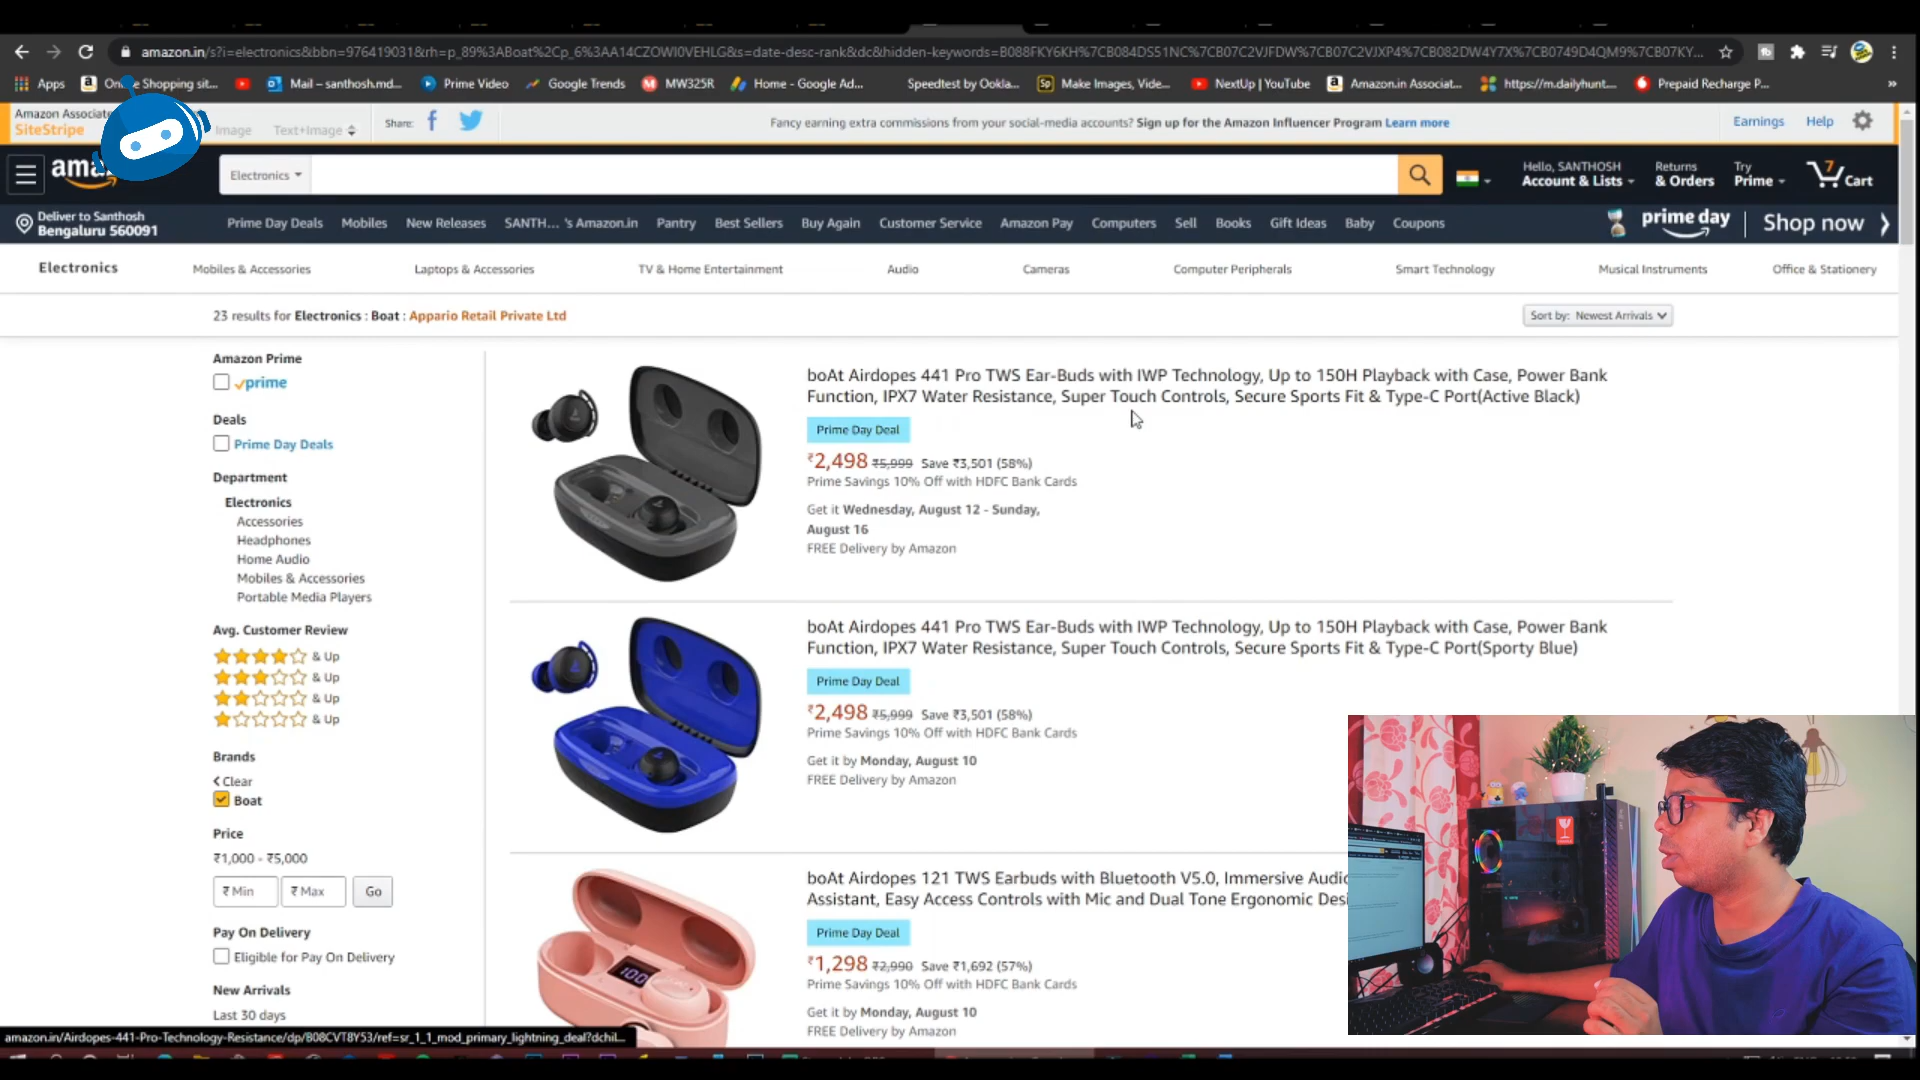 amazon.in/s?i=electronics&bbn=976419031&rh=p_89%3ABoat%2Cp_6%3AA14CZOWI0VEHLG&s=date-desc-rank&dc&hidden-keywords=B088FKY6KH%7CB084DS51NC%7CB07C2VJFDW%7CB07C2VJXP4%7CB082DW4Y7X%7CB0749D4QM9%7CB07KY...
Apps
Mail – santhosh.md...
Prime Video
Google Trends
MW325R
Home - Google Ad...
Speedtest by Ookla...
Make Images, Vide...
NextUp | YouTube
Amazon.in Associat...
https://m.dailyhunt...
Prepaid Recharge P...
»
SiteStripe
Image
Text+Image
Share:
Fancy earning extra commissions from your social-media accounts? Sign up for the Amazon Influencer Program Learn more
Earnings
Help
Electronics
Hello, SANTHOSH
Account & Lists
Returns
& Orders
Try
Prime
7
Cart
Deliver to Santhosh
Bengaluru 560091
Prime Day Deals
Mobiles
New Releases
SANTH... 's Amazon.in
Pantry
Best Sellers
Buy Again
Customer Service
Amazon Pay
Computers
Sell
Books
Gift Ideas
Baby
Coupons
prime day
Shop now
Electronics
Mobiles & Accessories
Laptops & Accessories
TV & Home Entertainment
Audio
Cameras
Computer Peripherals
Smart Technology
Musical Instruments
Office & Stationery
23 results for Electronics : Boat : Appario Retail Private Ltd
Sort by: Newest Arrivals
Amazon Prime
prime
Deals
Prime Day Deals
Department
Electronics
Accessories
Headphones
Home Audio
Mobiles & Accessories
Portable Media Players
Avg. Customer Review
& Up
& Up
& Up
& Up
Brands
Clear
Boat
Price
₹1,000 - ₹5,000
₹ Min
₹ Max
Go
Pay On Delivery
Eligible for Pay On Delivery
New Arrivals
Last 30 days
boAt Airdopes 441 Pro TWS Ear-Buds with IWP Technology, Up to 150H Playback with Case, Power Bank
Function, IPX7 Water Resistance, Super Touch Controls, Secure Sports Fit & Type-C Port(Active Black)
Prime Day Deal
₹2,498 ₹5,999 Save ₹3,501 (58%)
Prime Savings 10% Off with HDFC Bank Cards
Get it Wednesday, August 12 - Sunday,
August 16
FREE Delivery by Amazon
boAt Airdopes 441 Pro TWS Ear-Buds with IWP Technology, Up to 150H Playback with Case, Power Bank
Function, IPX7 Water Resistance, Super Touch Controls, Secure Sports Fit & Type-C Port(Sporty Blue)
Prime Day Deal
₹2,498 ₹5,999 Save ₹3,501 (58%)
Prime Savings 10% Off with HDFC Bank Cards
Get it by Monday, August 10
FREE Delivery by Amazon
boAt Airdopes 121 TWS Earbuds with Bluetooth V5.0, Immersive Audio
Assistant, Easy Access Controls with Mic and Dual Tone Ergonomic Desi
Prime Day Deal
₹1,298 ₹2,990 Save ₹1,692 (57%)
Prime Savings 10% Off with HDFC Bank Cards
Get it by Monday, August 10
FREE Delivery by Amazon
100
amazon.in/Airdopes-441-Pro-Technology-Resistance/dp/B08CVT8Y53/ref=sr_1_1_mod_primary_lightning_deal?dchil...